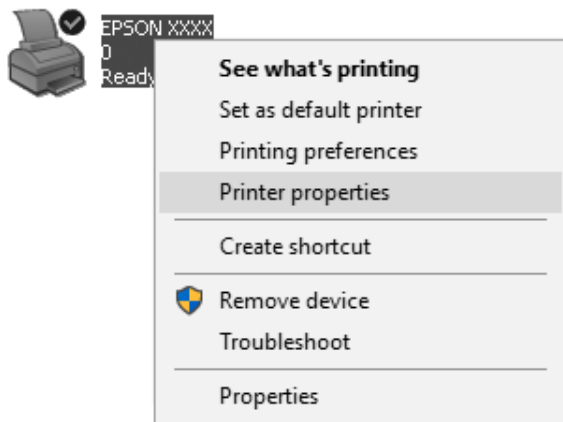 EPSON XXXX
0
Ready
See what's printing
Set as default printer
Printing preferences
Printer properties
Create shortcut
Remove device
Troubleshoot
Properties